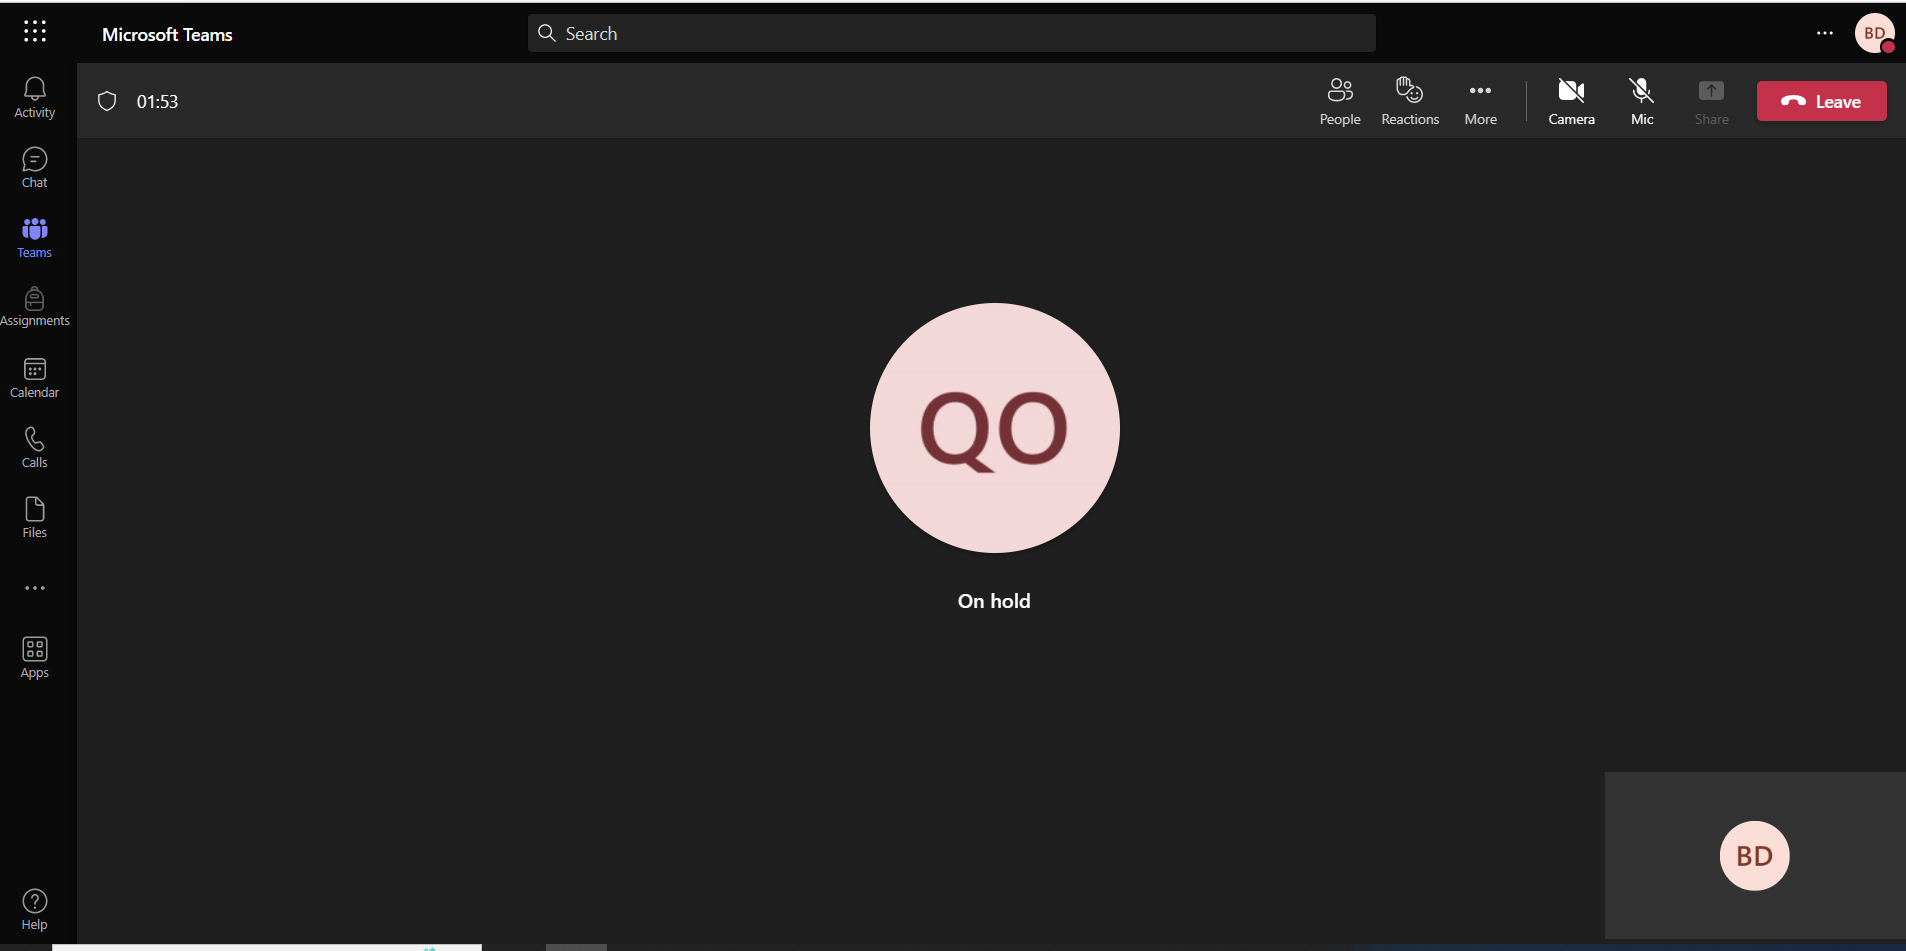 Microsoft Teams
Search
BD
01:53
People
Reactions
More
Camera
Mic
Share
Leave
Activity
Chat
Teams
Assignments
Calendar
Calls
Files
Apps
Help
QO
On hold
BD